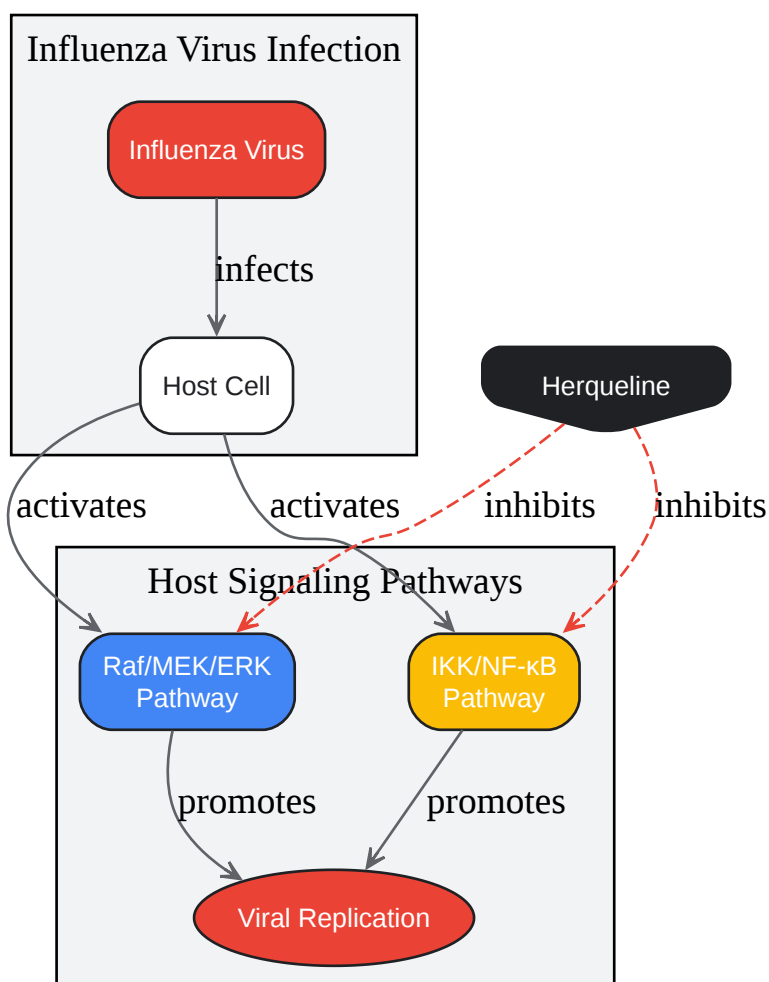 Influenza Virus Infection
Influenza Virus
infects
Host Cell
Herqueline
activates
activates
inhibits
inhibits
Host Signaling Pathways
Raf/MEK/ERK
Pathway
IKK/NF-κB
Pathway
promotes
promotes
Viral Replication